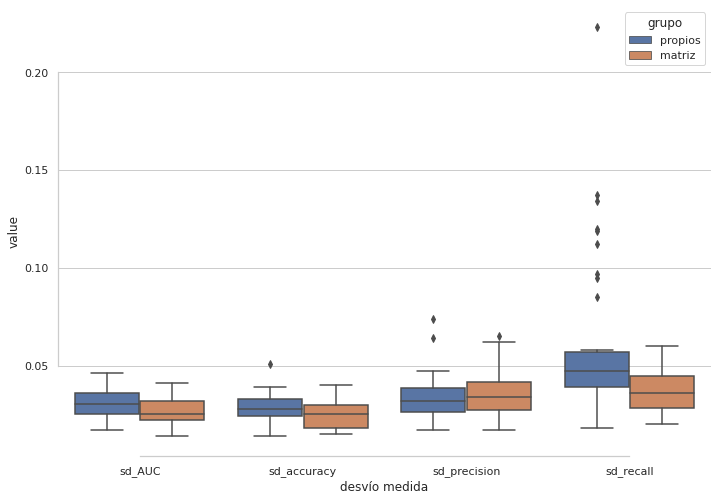 grupo
propios
matriz
0.20
0.15
0.10
0.05
value
sd_AUC
sd_accuracy
sd_precision
sd_recall
desvío medida